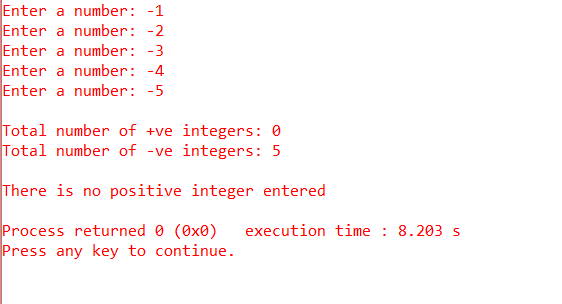 Enter a number: -1
Enter a number: -2
Enter a number: -3
Enter a number: -4
Enter a number: -5
Total number of +ve integers: 0
Total number of -ve integers: 5
There is no positive integer entered
Process returned 0 (0x0)   execution time : 8.203 s
Press any key to continue.